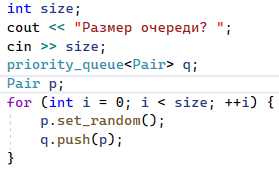 int size;
cout << "Размер очереди? ";
cin >> size;
priority_queue<Pair> q;
Pair p;
for (int i = 0; i < size; ++i) {
    p.set_random();
    q.push(p);
}